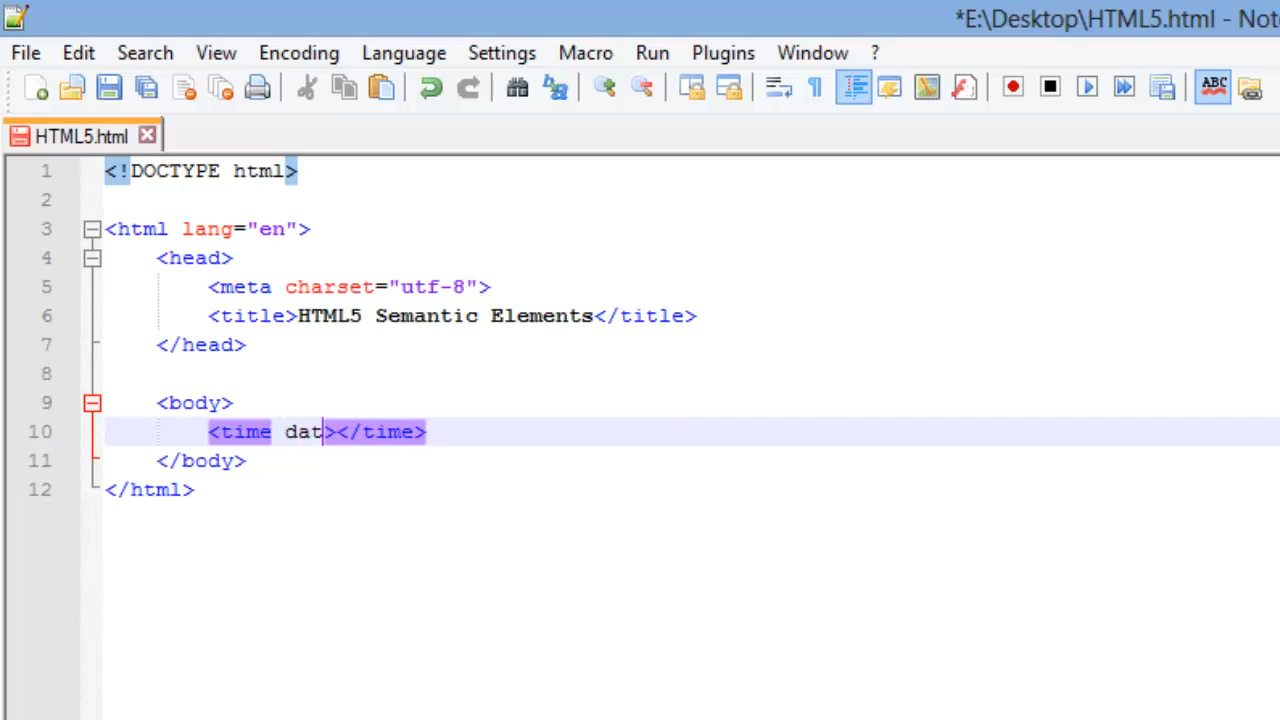 *E:\Desktop\HTML5.html - Not
File Edit Search View Encoding Language Settings Macro Run Plugins Window ?
ABC
HTML5.html
1 <!DOCTYPE html>
2
3 <html lang="en">
4 <head>
5 <meta charset="utf-8">
6 <title>HTML5 Semantic Elements</title>
7 </head>
8
9 <body>
10 <time dat></time>
11 </body>
12 </html>